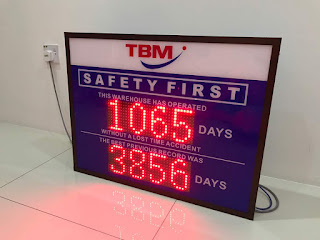 TBM
SAFETY FIRST
THIS WAREHOUSE HAS OPERATED
1065 DAYS
WITHOUT A LOST TIME ACCIDENT
THE BEST PREVIOUS RECORD WAS
3856 DAYS